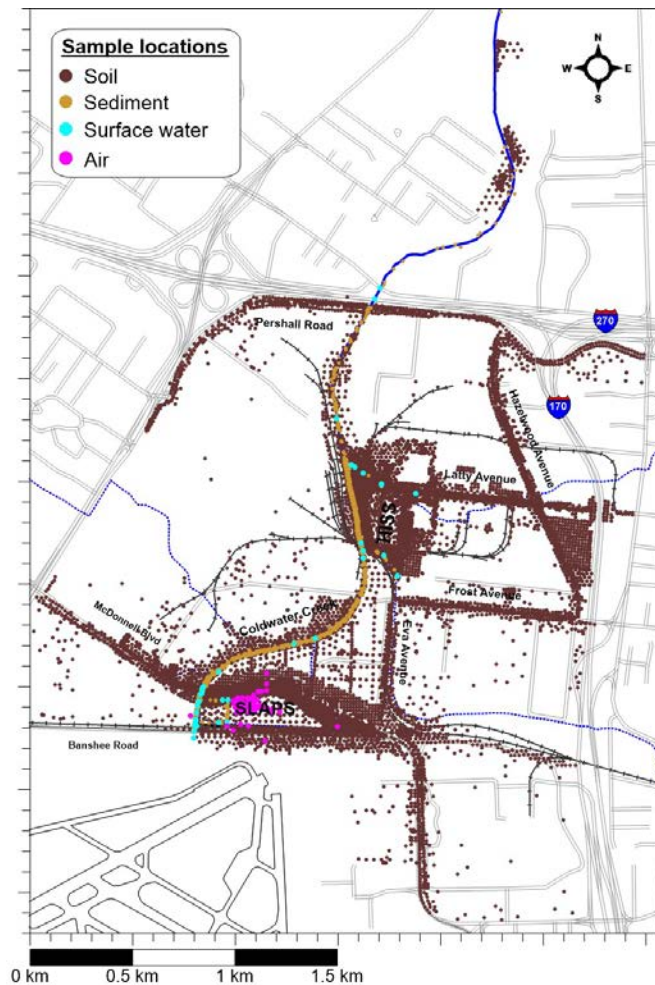 Sample locations
Soil
Sediment
Surface water
Air
N
W E
S
270
Pershall Road
170
Hazelwood Avenue
Latty Avenue
HISS
Frost Avenue
McDonnell Blvd
Coldwater Creek
Eva Avenue
SLAPS
Banshee Road
0 km 0.5 km 1 km 1.5 km